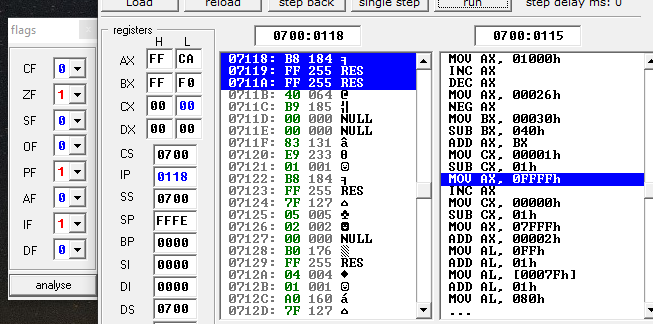 Load reload step back single step run step delay ms: 0
flags
CF 0
ZF 1
SF 0
OF 0
PF 1
AF 0
IF 1
DF 0
analyse
registers
H L
AX FF CA
BX FF F0
CX 00 00
DX 00 00
CS 0700
IP 0118
SS 0700
SP FFFE
BP 0000
SI 0000
DI 0000
DS 0700
0700:0118
07118: B8 184 ╕
07119: FF 255 RES
0711A: FF 255 RES
0711B: 40 064 @
0711C: B9 185 ╣
0711D: 00 000 NULL
0711E: 00 000 NULL
0711F: 83 131 â
07120: E9 233 θ
07121: 01 001 ☺
07122: B8 184 ╕
07123: FF 255 RES
07124: 7F 127 ⌂
07125: 05 005 ♣
07126: 02 002 ☻
07127: 00 000 NULL
07128: B0 176 ░
07129: FF 255 RES
0712A: 04 004 ♦
0712B: 01 001 ☺
0712C: A0 160 á
0712D: 7F 127 ⌂
0700:0115
MOV AX, 01000h
INC AX
DEC AX
MOV AX, 00026h
NEG AX
MOV BX, 00030h
SUB BX, 040h
ADD AX, BX
MOV CX, 00001h
SUB CX, 01h
MOV AX, 0FFFFh
INC AX
MOV CX, 00000h
SUB CX, 01h
MOV AX, 07FFFh
ADD AX, 00002h
MOV AL, 0FFh
ADD AL, 01h
MOV AL, [0007Fh]
ADD AL, 01h
MOV AL, 080h
...